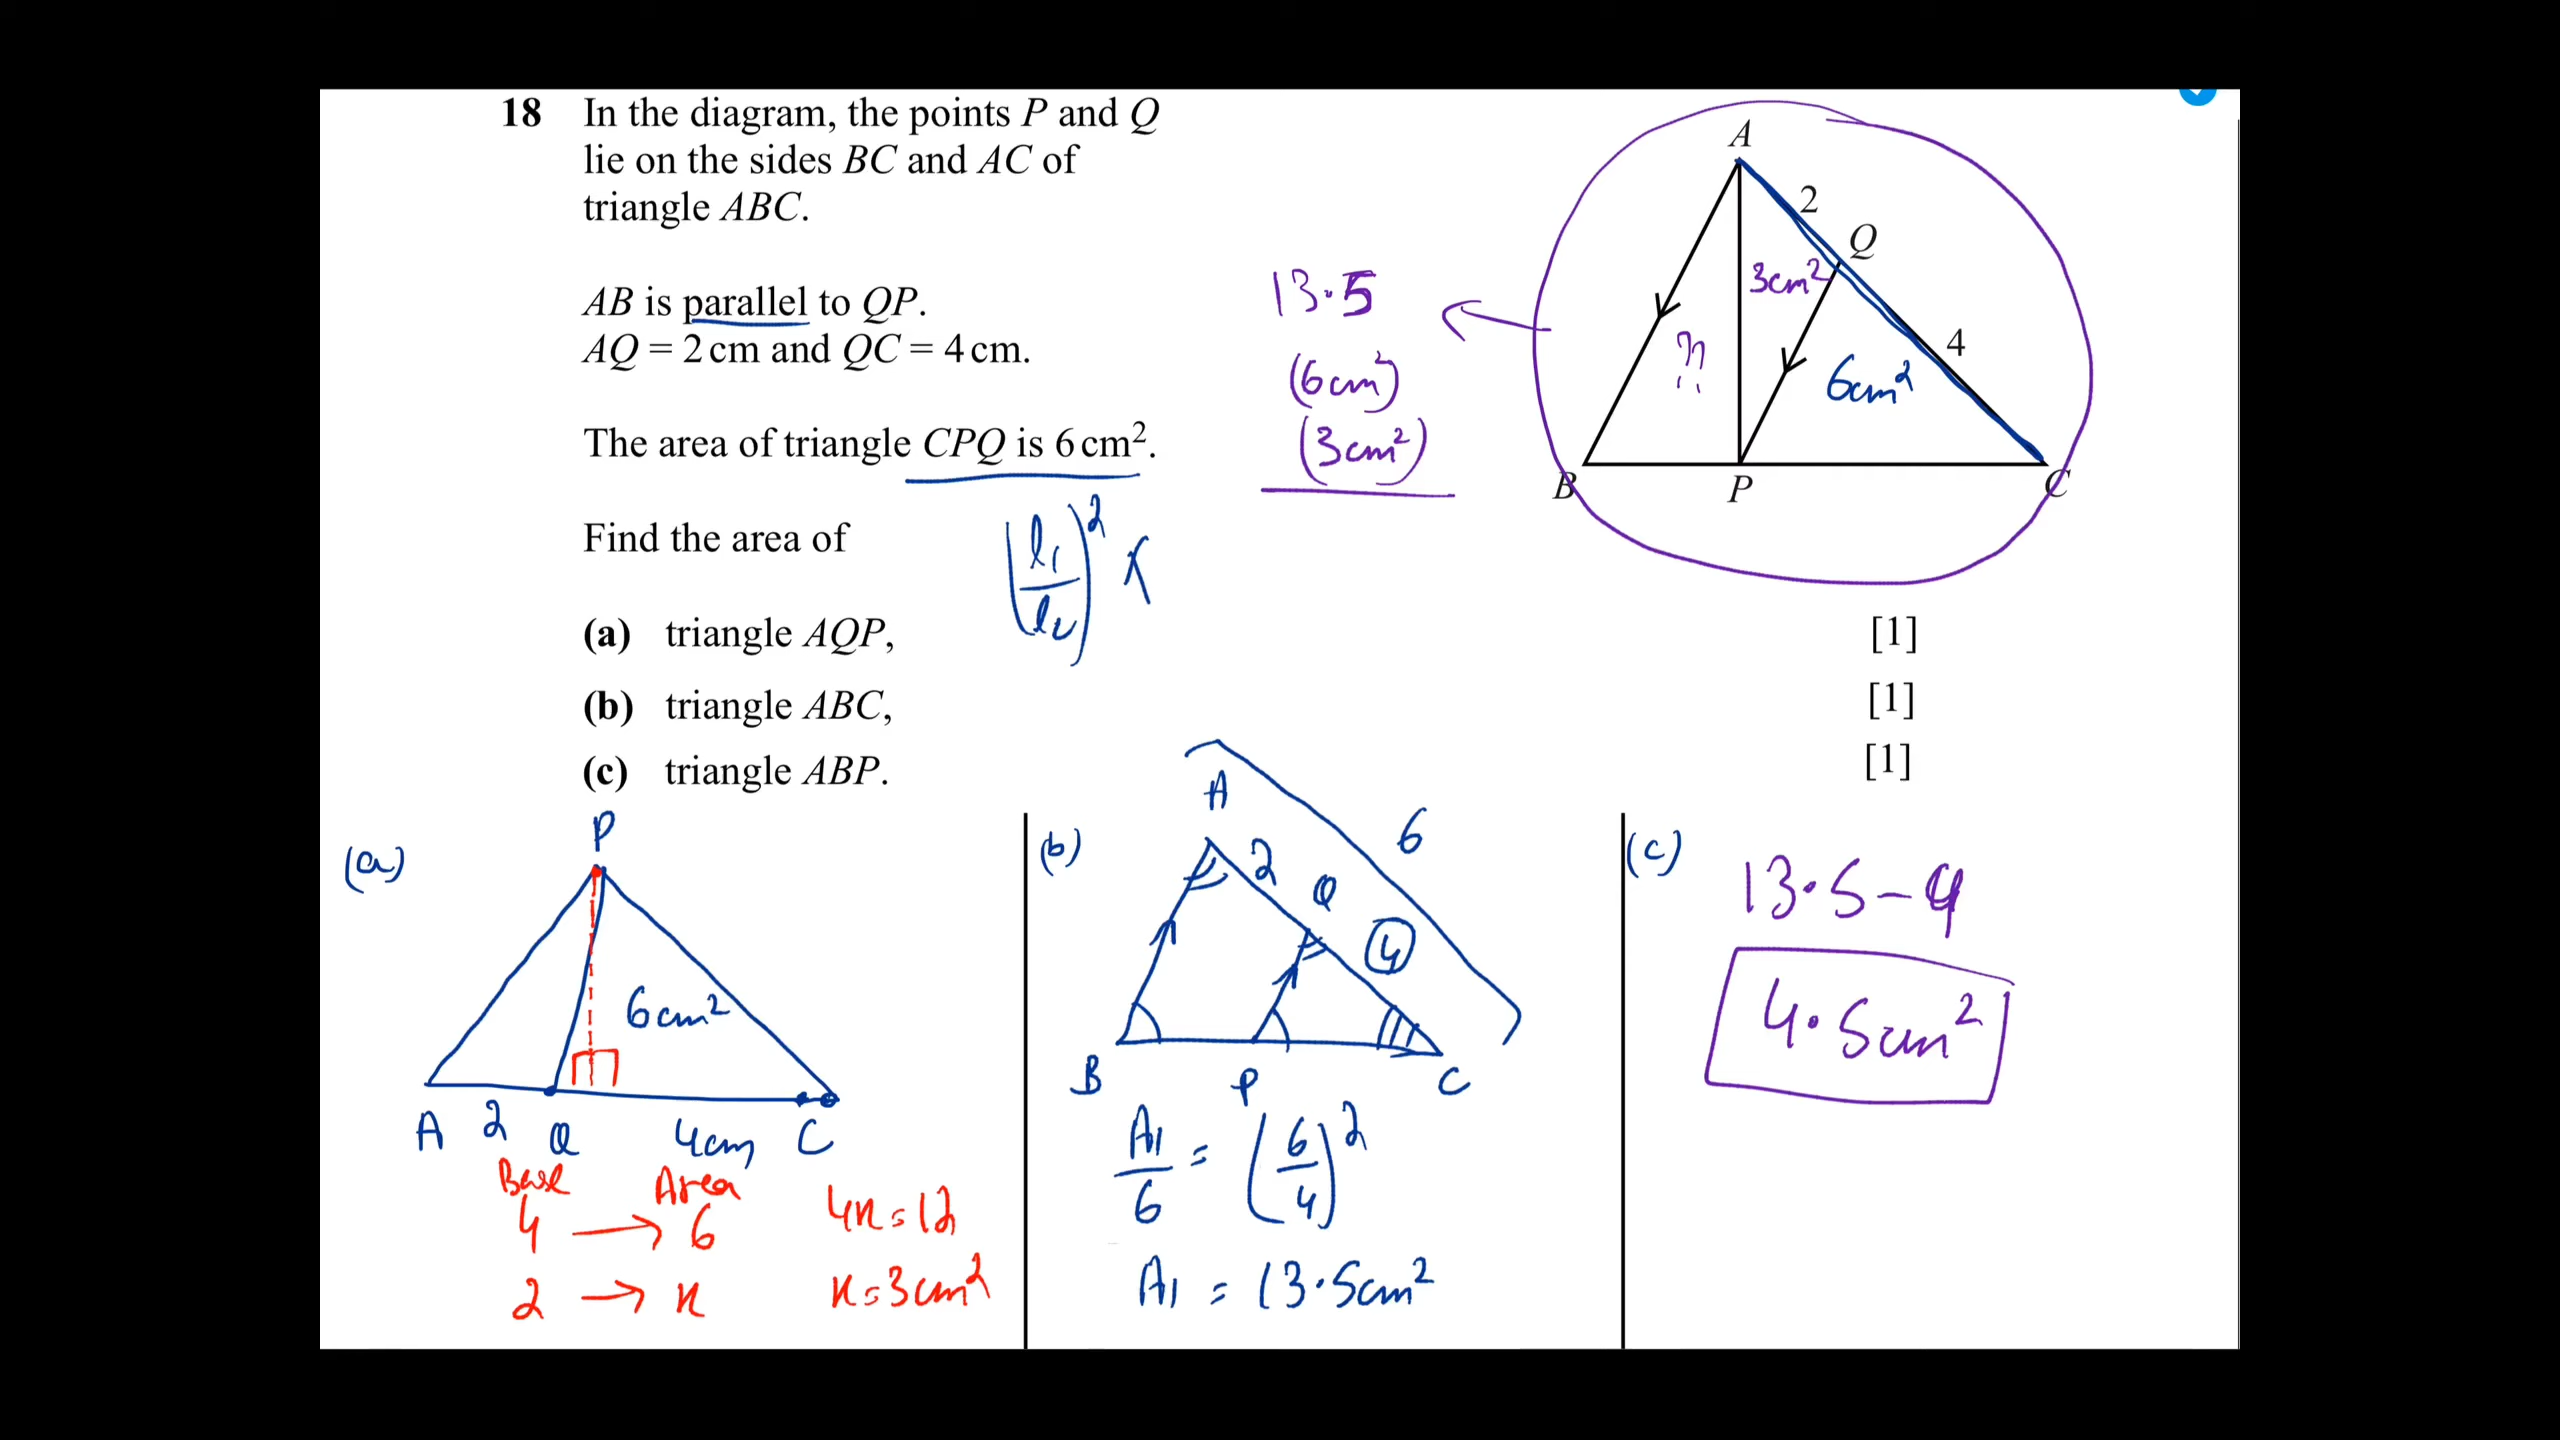 18 In the diagram, the points P and Q
lie on the sides BC and AC of
triangle ABC.
AB is parallel to QP.
AQ = 2 cm and QC = 4 cm.
The area of triangle CPQ is 6 cm².
Find the area of
(a) triangle AQP, [1]
(b) triangle ABC, [1]
(c) triangle ABP. [1]
(l₁/l₂)²
13.5
(6cm²)
(3cm²)
A
2
Q
3cm²
4
??
6cm²
B P C
(a)
P
6cm²
A 2 Q 4cm C
Base Area
4 → 6
2 → x
4x = 12
x = 3cm²
(b)
A
6
2
Q
4
B P C
A₁/6 = (6/4)²
A₁ = 13.5cm²
(c)
13.5 - 9
4.5cm²